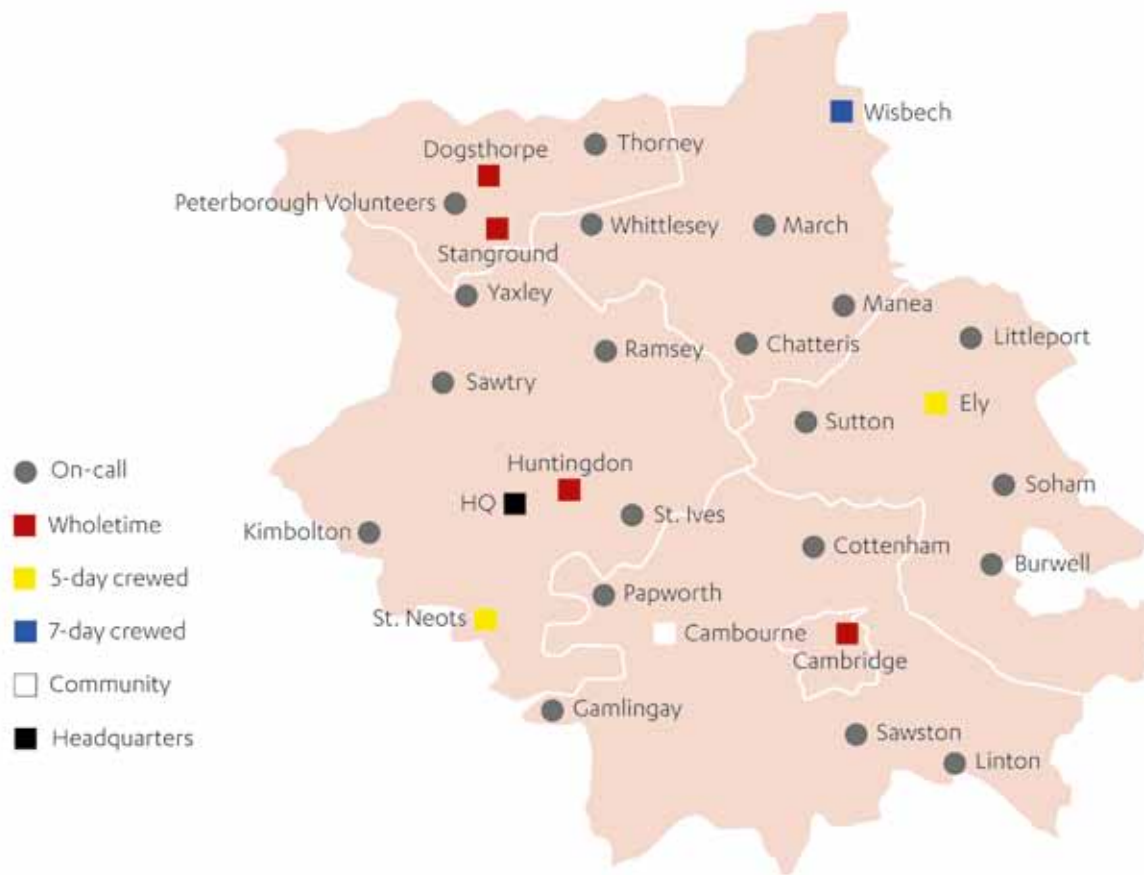 Wisbech
Thorney
Dogsthorpe
Peterborough Volunteers
Whittlesey
March
Stanground
Yaxley
Manea
Littleport
Chatteris
Ramsey
Sawtry
Ely
Sutton
On-call
Huntingdon
Soham
HQ
St. Ives
Wholetime
Kimbolton
Cottenham
Burwell
5-day crewed
Papworth
St. Neots
7-day crewed
Cambourne
Cambridge
Community
Gamlingay
Headquarters
Sawston
Linton